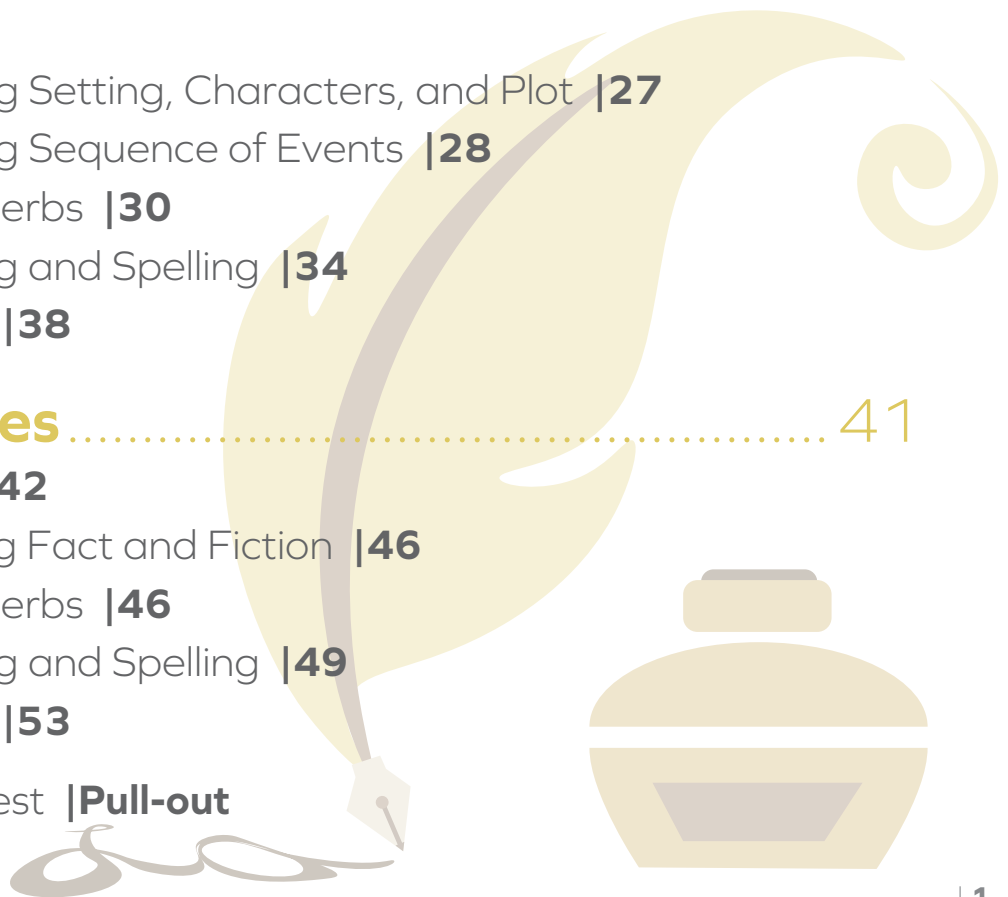 g Setting, Characters, and Plot |27
g Sequence of Events |28
erbs |30
g and Spelling |34
|38
es 41
42
g Fact and Fiction |46
erbs |46
g and Spelling |49
|53
est |Pull-out
| 1